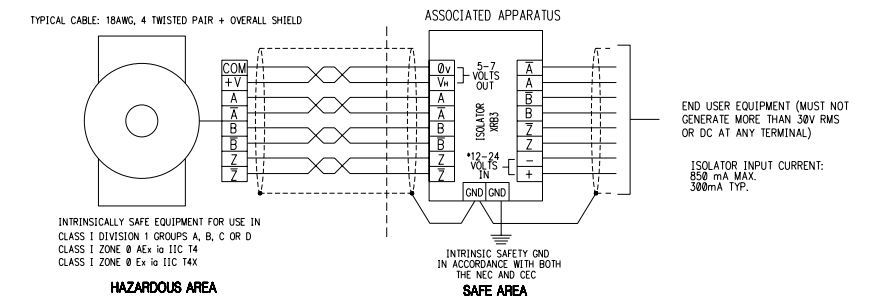 TYPICAL CABLE: 18AWG, 4 TWISTED PAIR + OVERALL SHIELD
ASSOCIATED APPARATUS
COM
+V
A
A̅
B
B̅
Z
Z̅
0v
VH
A
A̅
B
B̅
Z
Z̅
5-7
VOLTS
OUT
ISOLATOR
XRB3
*12-24
VOLTS
IN
A̅
A
B̅
B
Z̅
Z
-
+
GND GND
END USER EQUIPMENT (MUST NOT
GENERATE MORE THAN 30V RMS
OR DC AT ANY TERMINAL)
ISOLATOR INPUT CURRENT:
850 mA MAX.
300mA TYP.
INTRINSICALLY SAFE EQUIPMENT FOR USE IN
CLASS I DIVISION 1 GROUPS A, B, C OR D
CLASS I ZONE 0 AEx ia IIC T4
CLASS I ZONE 0 Ex ia IIC T4X
HAZARDOUS AREA
INTRINSIC SAFETY GND
IN ACCORDANCE WITH BOTH
THE NEC AND CEC
SAFE AREA